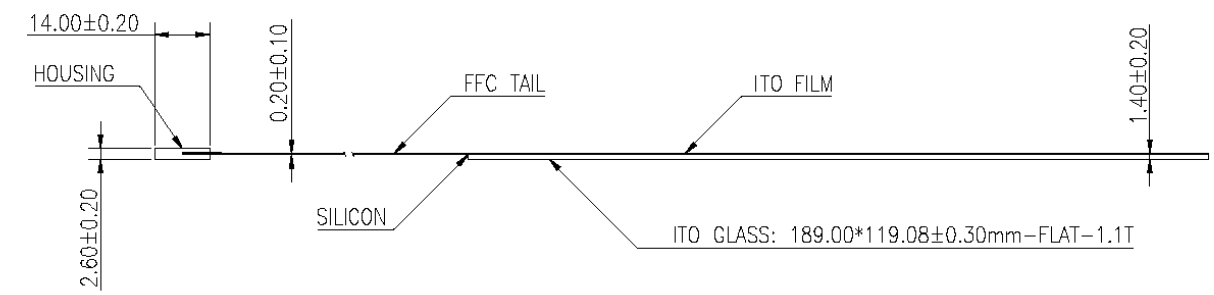 14.00±0.20
HOUSING
0.20±0.10
FFC TAIL
ITO FILM
1.40±0.20
2.60±0.20
SILICON
ITO GLASS: 189.00*119.08±0.30mm-FLAT-1.1T